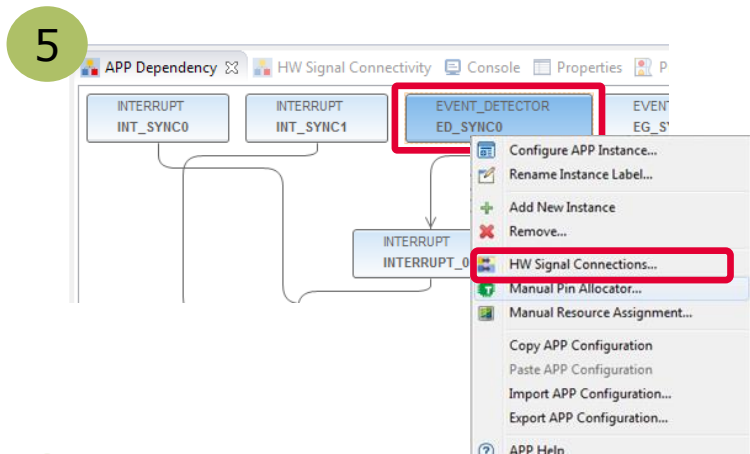 5
APP Dependency HW Signal Connectivity Console Properties P
INTERRUPT
INT_SYNC0
INTERRUPT
INT_SYNC1
EVENT_DETECTOR
ED_SYNC0
INTERRUPT
INTERRUPT_0
Configure APP Instance...
Rename Instance Label...
Add New Instance
Remove...
HW Signal Connections...
Manual Pin Allocator...
Manual Resource Assignment...
Copy APP Configuration
Paste APP Configuration
Import APP Configuration...
Export APP Configuration...
APP Help